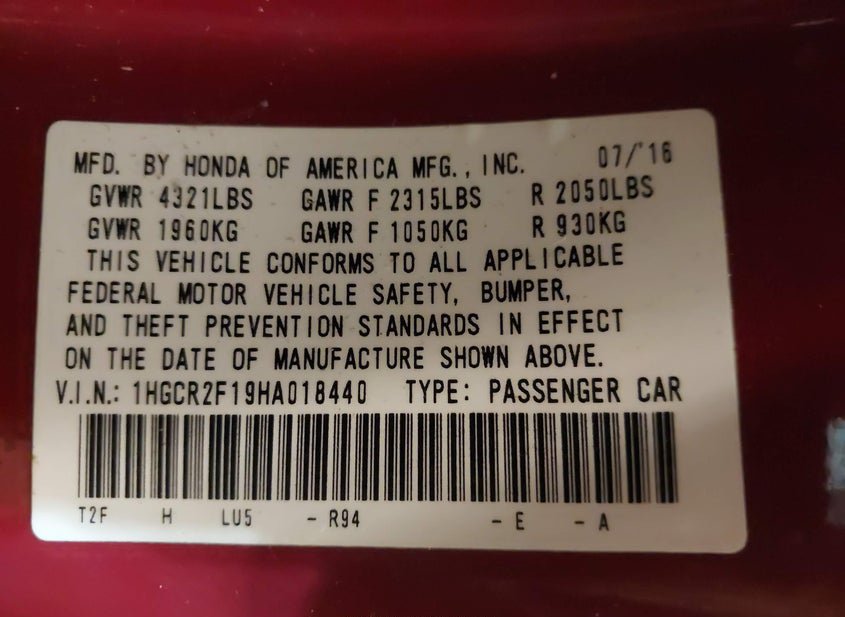 MFD. BY HONDA OF AMERICA MFG., INC. 07/'16
GVWR 4321LBS GAWR F 2315LBS R 2050LBS
GVWR 1960KG GAWR F 1050KG R 930KG
THIS VEHICLE CONFORMS TO ALL APPLICABLE
FEDERAL MOTOR VEHICLE SAFETY, BUMPER,
AND THEFT PREVENTION STANDARDS IN EFFECT
ON THE DATE OF MANUFACTURE SHOWN ABOVE.
V.I.N.: 1HGCR2F19HA018440 TYPE: PASSENGER CAR
T2F H LU5 - R94 - E - A